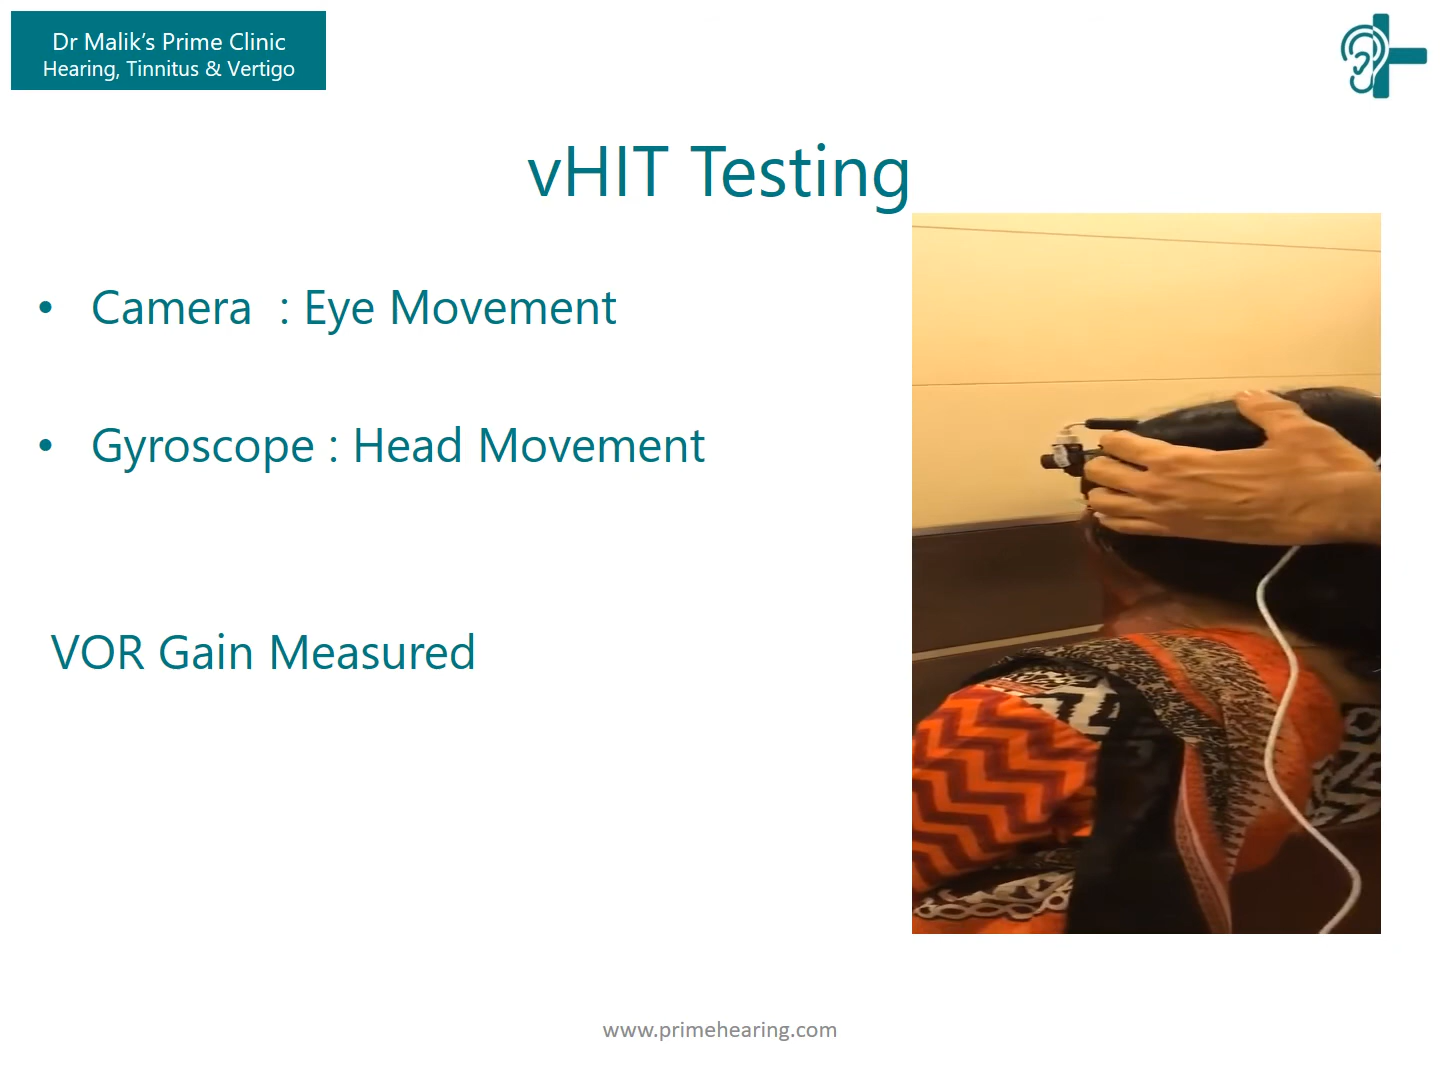 Dr Malik's Prime Clinic
Hearing, Tinnitus & Vertigo
vHIT Testing
• Camera : Eye Movement
• Gyroscope : Head Movement
VOR Gain Measured
www.primehearing.com